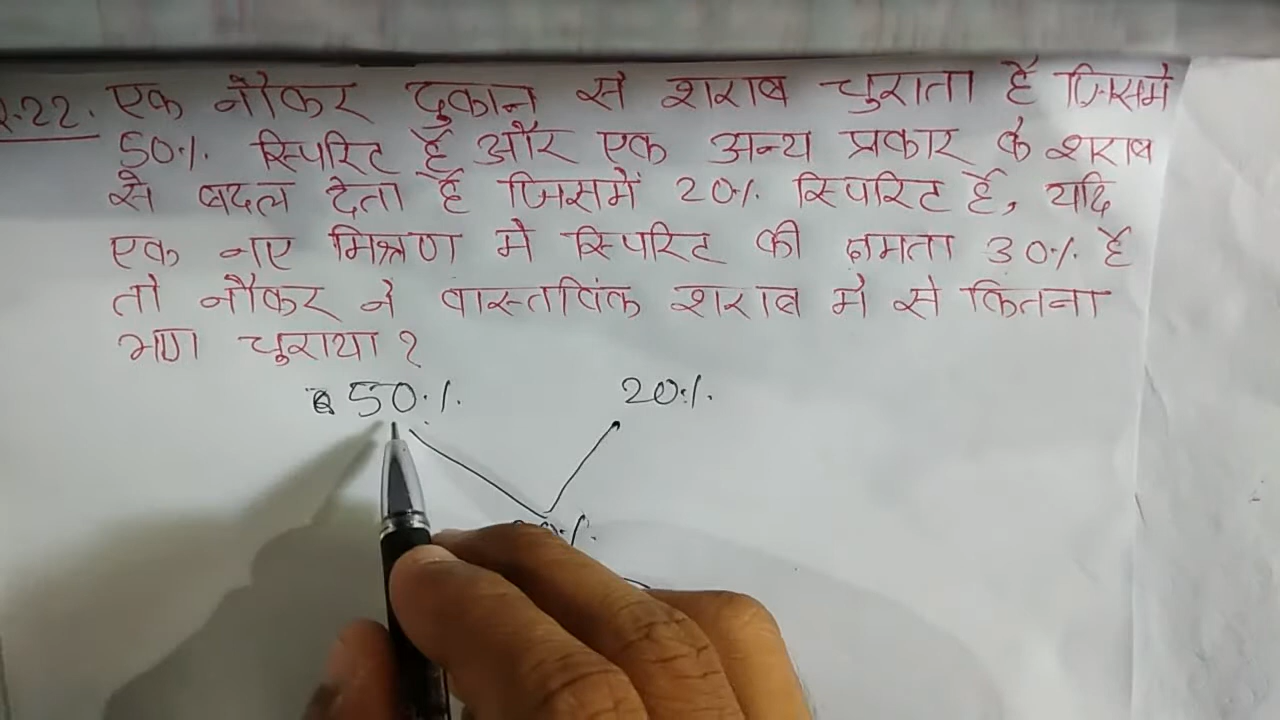 22. एक नौकर दुकान से शराब चुराता है जिसमे
50% स्पिरिट है और एक अन्य प्रकार के शराब
से बदल देता है जिसमें 20% स्पिरिट है, यदि
एक नए मिश्रण मे स्पिरिट की क्षमता 30% है
तो नौकर ने वास्तविक शराब मे से कितना
भाग चुराया ?
50% 20%